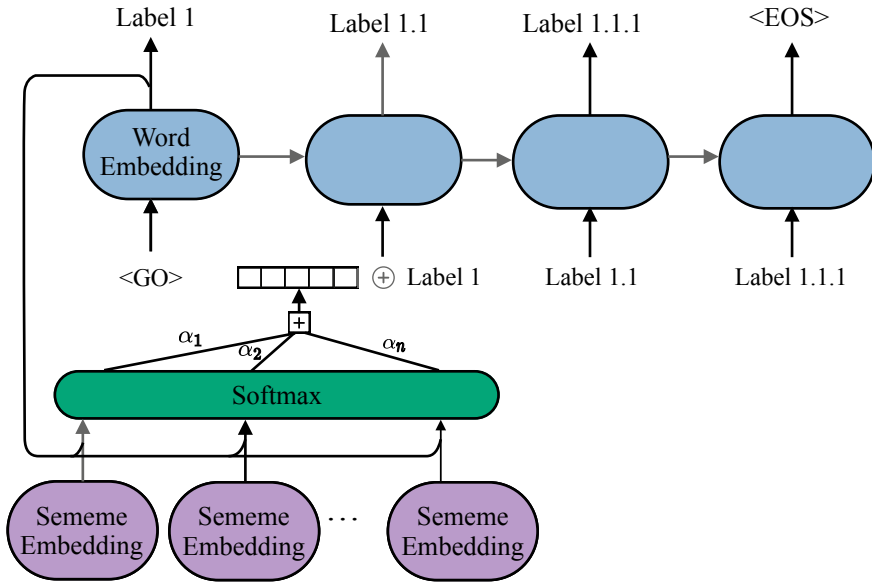 Label 1
Label 1.1
Label 1.1.1
<EOS>
Word
Embedding
<GO>
+
Label 1
Label 1.1
Label 1.1.1
+
α1
α2
αn
Softmax
Sememe
Embedding
Sememe
Embedding
...
Sememe
Embedding